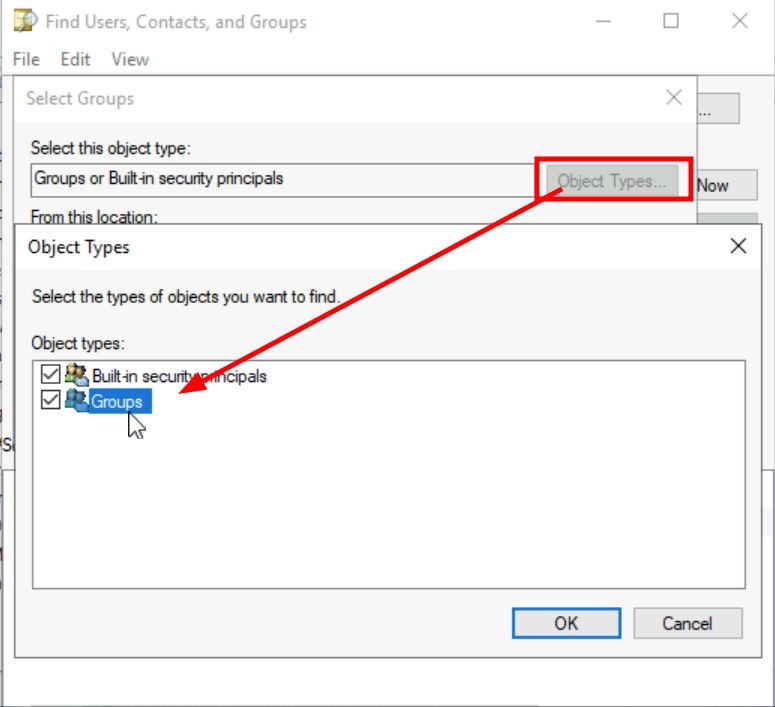 Find Users, Contacts, and Groups
File Edit View
Select Groups
...
Select this object type:
Groups or Built-in security principals
Object Types...
Now
From this location:
Object Types
Select the types of objects you want to find.
Object types:
Built-in security principals
Groups
OK Cancel